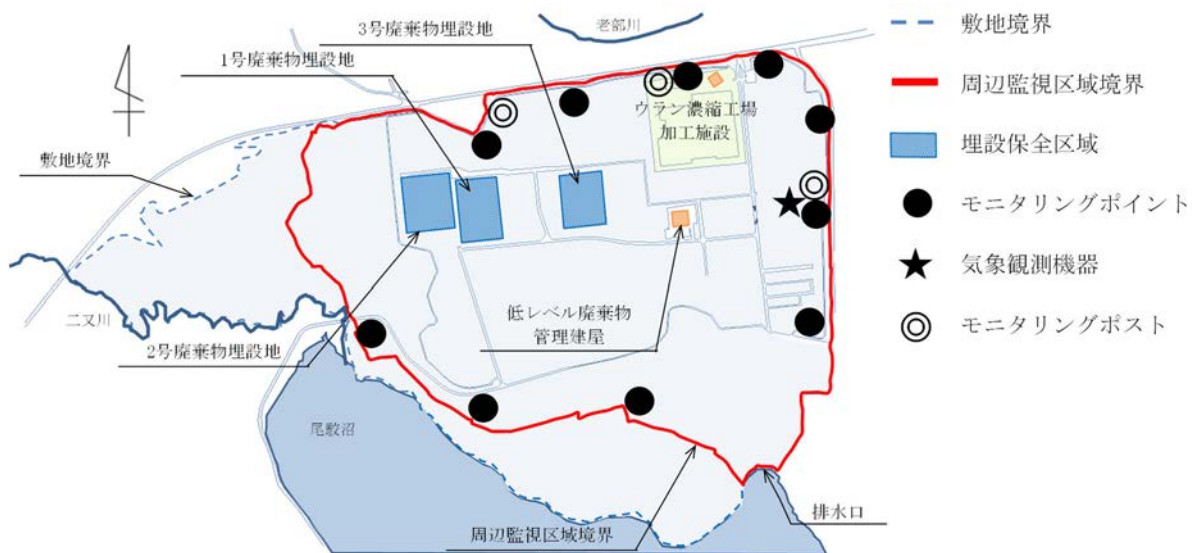 老部川
3号廃棄物埋設地
1号廃棄物埋設地
敷地境界
ウラン濃縮工場
加工施設
低レベル廃棄物
管理建屋
二又川
2号廃棄物埋設地
尾駮沼
周辺監視区域境界
排水口
敷地境界
周辺監視区域境界
埋設保全区域
モニタリングポイント
気象観測機器
モニタリングポスト